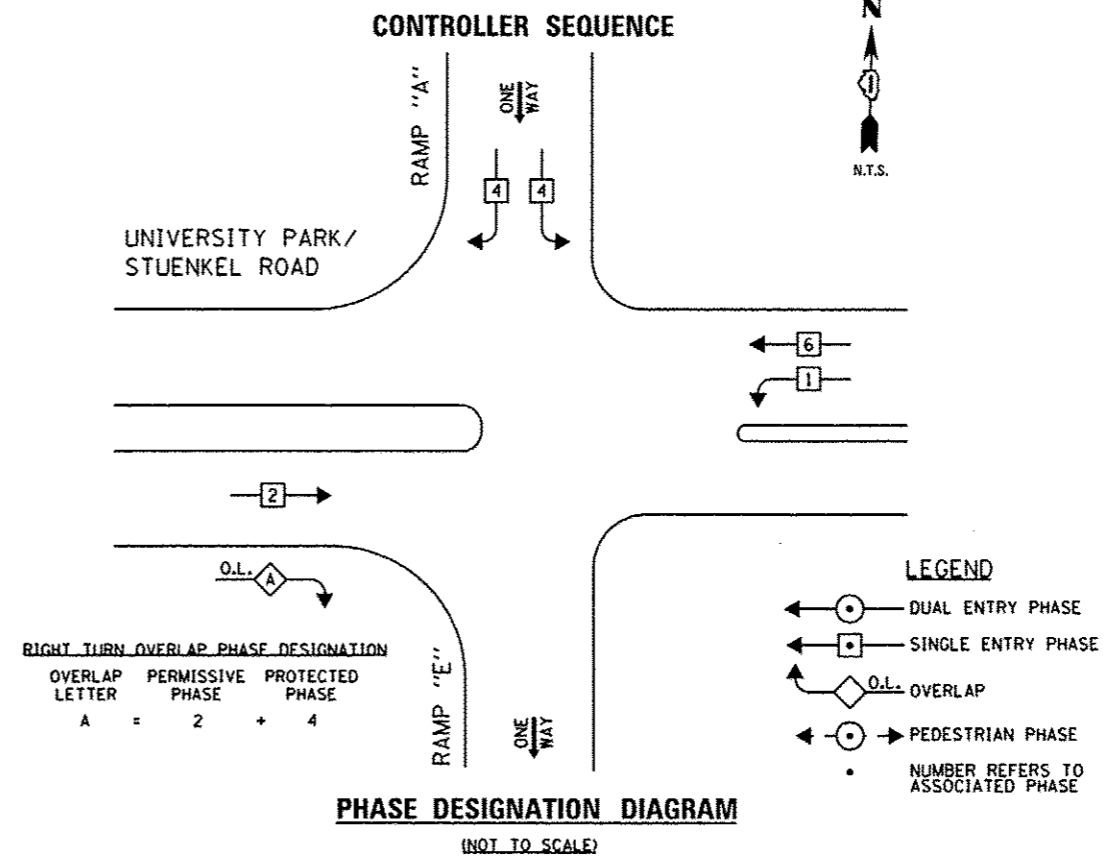 CONTROLLER SEQUENCE
N
N.T.S.
RAMP "A"
ONE
WAY
4 4
UNIVERSITY PARK/
STUENKEL ROAD
6
1
2
O.L. A
RIGHT TURN OVERLAP PHASE DESIGNATION
OVERLAP PERMISSIVE PROTECTED
LETTER PHASE PHASE
A = 2 + 4
RAMP "E"
ONE
WAY
LEGEND
DUAL ENTRY PHASE
SINGLE ENTRY PHASE
O.L. OVERLAP
PEDESTRIAN PHASE
NUMBER REFERS TO
ASSOCIATED PHASE
PHASE DESIGNATION DIAGRAM
(NOT TO SCALE)